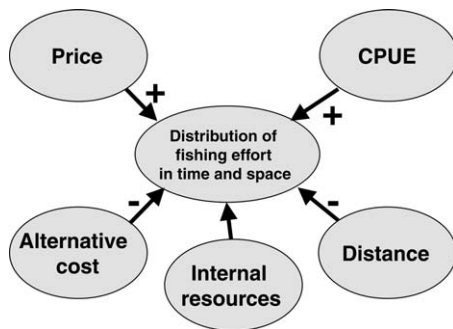 Price
CPUE
+
+
Distribution of
fishing effort
in time and space
-
-
Alternative
cost
Internal
resources
Distance